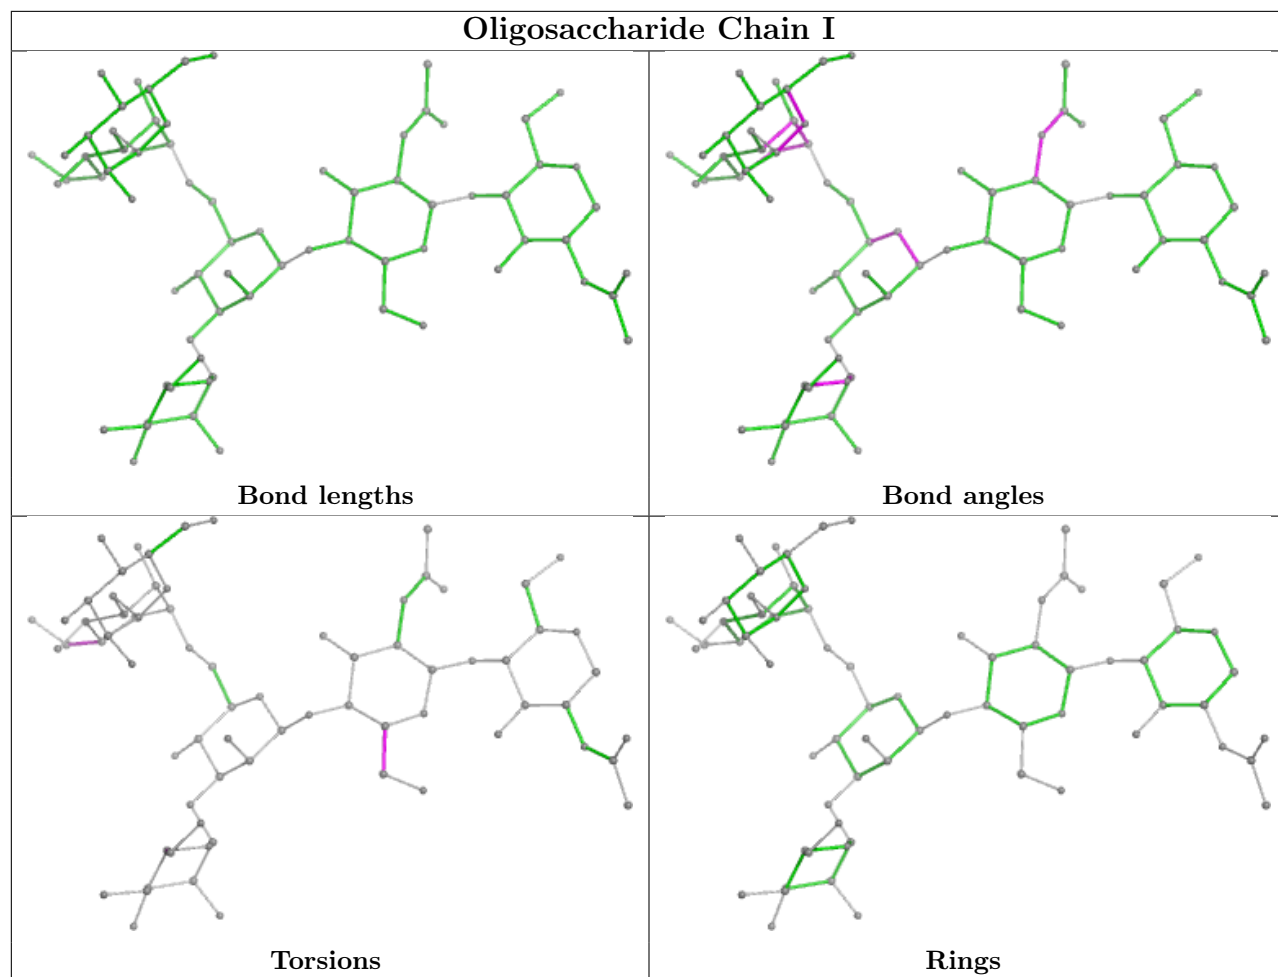 Oligosaccharide Chain I
Bond lengths
Bond angles
Torsions
Rings